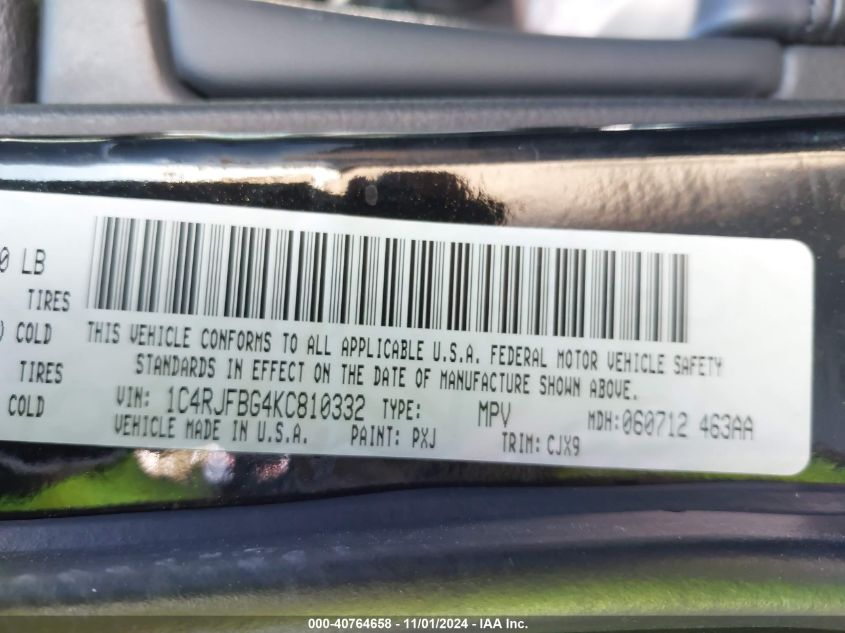 0 LB
TIRES
) COLD
TIRES
COLD
THIS VEHICLE CONFORMS TO ALL APPLICABLE U.S.A. FEDERAL MOTOR VEHICLE SAFETY
STANDARDS IN EFFECT ON THE DATE OF MANUFACTURE SHOWN ABOVE.
VIN: 1C4RJFBG4KC810332 TYPE: MPV MDH:060712 463AA
VEHICLE MADE IN U.S.A. PAINT: PXJ TRIM: CJX9
000-40764658 - 11/01/2024 - IAA Inc.